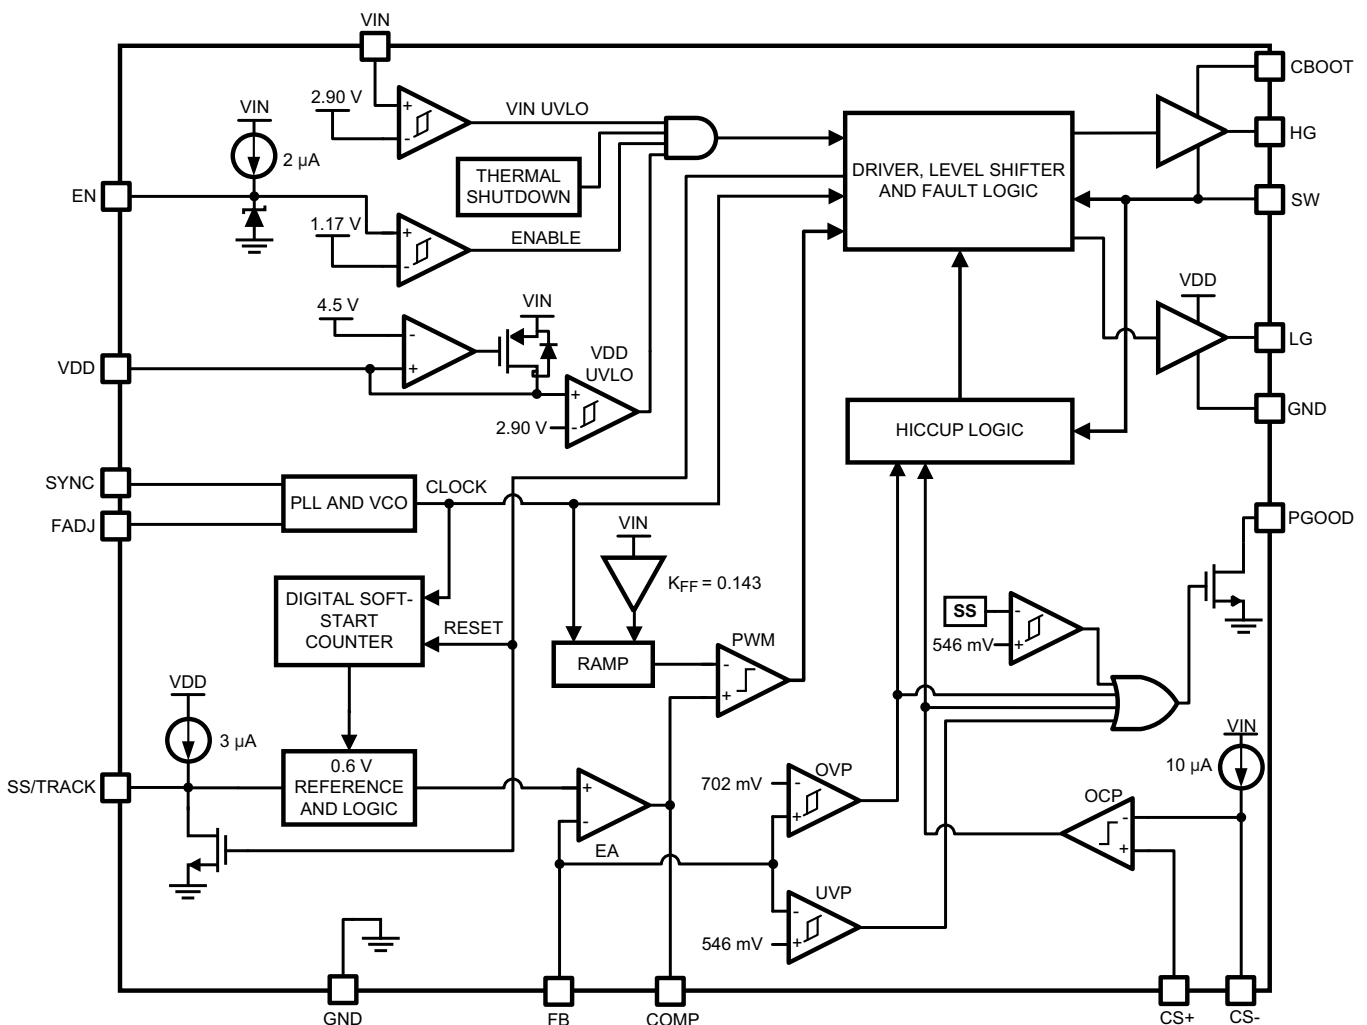 VIN
CBOOT
2.90 V
VIN UVLO
+
-
VIN
2 µA
HG
THERMAL
SHUTDOWN
DRIVER, LEVEL SHIFTER
AND FAULT LOGIC
EN
SW
1.17 V
+
-
ENABLE
4.5 V
VIN
VDD
-
+
VDD
UVLO
LG
VDD
+
-
2.90 V
GND
HICCUP LOGIC
SYNC
PLL AND VCO
CLOCK
FADJ
VIN
PGOOD
KFF = 0.143
DIGITAL SOFT-
START
COUNTER
RESET
SS
-
546 mV
+
RAMP
PWM
-
+
VDD
3 µA
VIN
10 µA
SS/TRACK
0.6 V
REFERENCE
AND LOGIC
+
-
EA
702 mV
OVP
-
+
OCP
-
+
UVP
-
546 mV
+
GND
FB
COMP
CS+
CS-